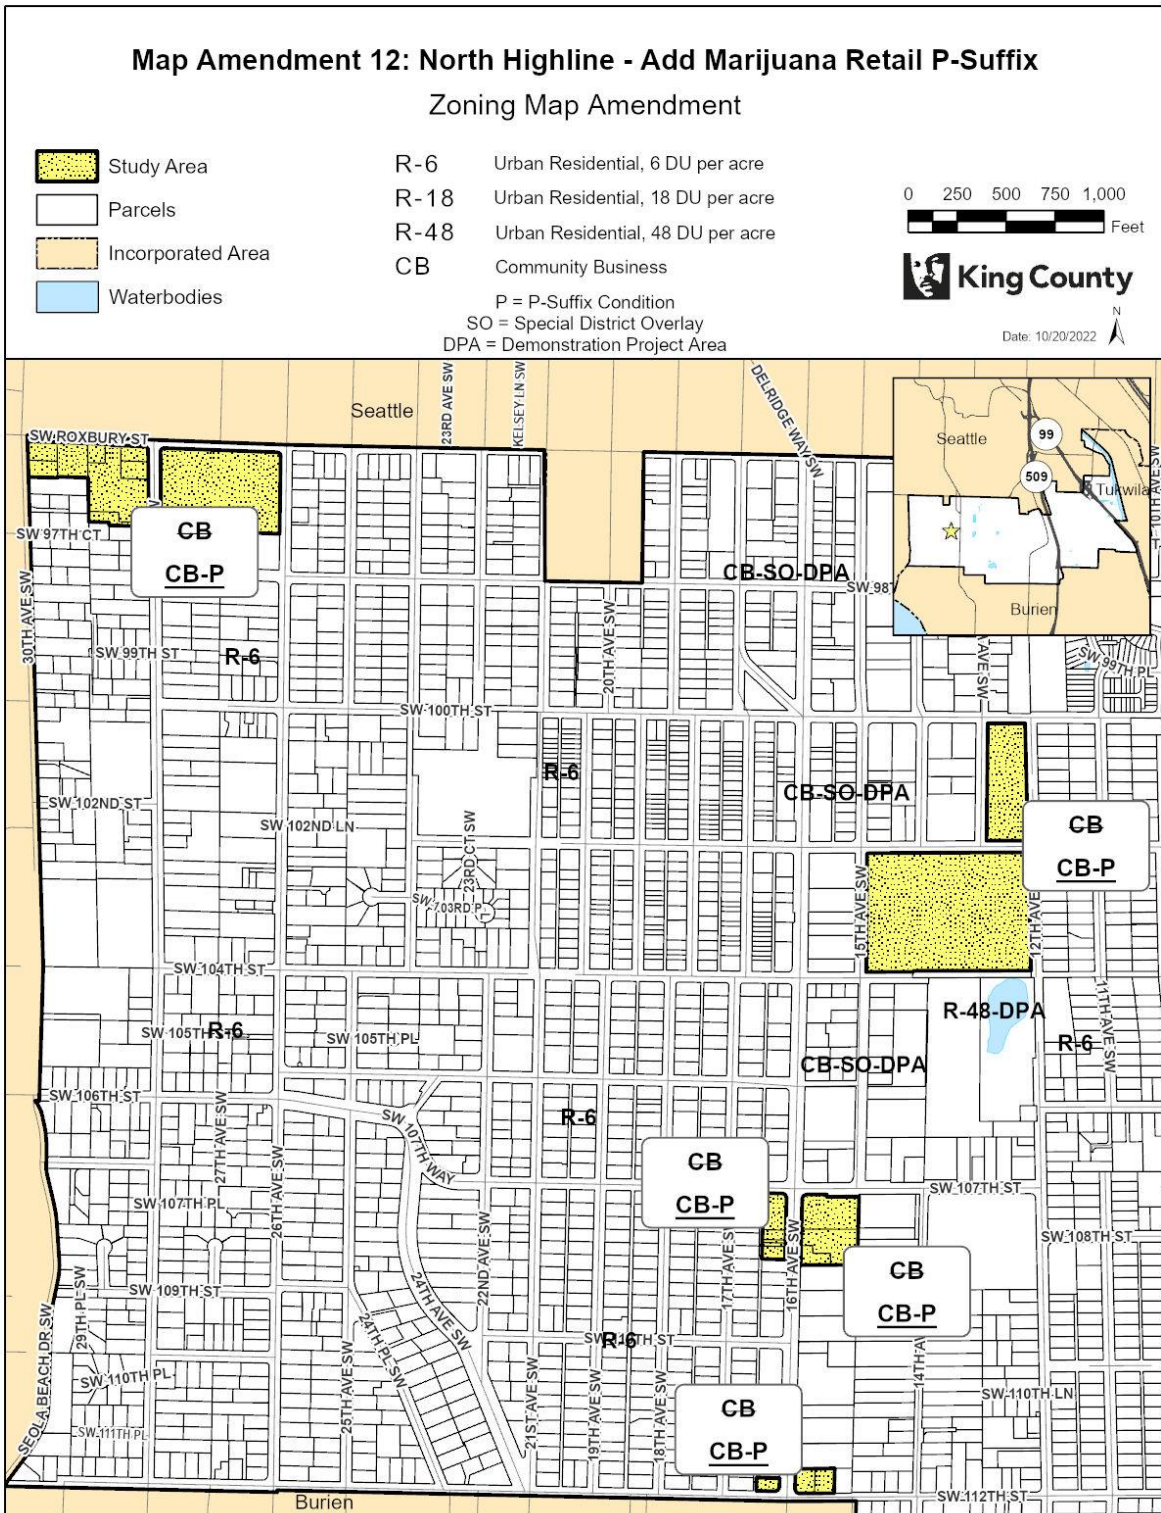 Map Amendment 12: North Highline - Add Marijuana Retail P-Suffix
Zoning Map Amendment
Study Area
Parcels
Incorporated Area
Waterbodies
R-6 Urban Residential, 6 DU per acre
R-18 Urban Residential, 18 DU per acre
R-48 Urban Residential, 48 DU per acre
CB Community Business
P = P-Suffix Condition
SO = Special District Overlay
DPA = Demonstration Project Area
0 250 500 750 1,000
Feet
King County
N
Date: 10/20/2022
Seattle
23RD AVE SW
KELSEY LN SW
DELRIDGE WAY SW
SW ROXBURY ST
Seattle
99
509
Tukwila
Burien
10TH AVE SW
SW 97TH CT
CB
CB-P
CB-SO-DPA
SW 98T
30TH AVE SW
SW 99TH ST
R-6
20TH AVE SW
AVE SW
SW 99TH PL
SW 100TH ST
R-6
CB-SO-DPA
SW 102ND ST
SW 102ND LN
23RD CT SW
CB
CB-P
SW 103RD PL
15TH AVE SW
12TH AVE
SW 104TH ST
11TH AVE SW
R-48-DPA
SW 105TH ST
R-6
SW 105TH PL
R-6
CB-SO-DPA
SW 106TH ST
27TH AVE SW
26TH AVE SW
SW 107TH WAY
R-6
CB
CB-P
SW 107TH ST
SW 107TH PL
17TH AVE S
16TH AVE SW
SW 108TH ST
22ND AVE SW
CB
CB-P
SW 109TH ST
29TH PL SW
24TH AVE SW
24TH PL SW
25TH AVE SW
R-6
14TH A
SEOLA BEACH DR SW
SW 110TH PL
SW 110TH LN
21ST AVE SW
19TH AVE SW
18TH AVE SW
CB
CB-P
SW 111TH PL
SW 112TH ST
Burien